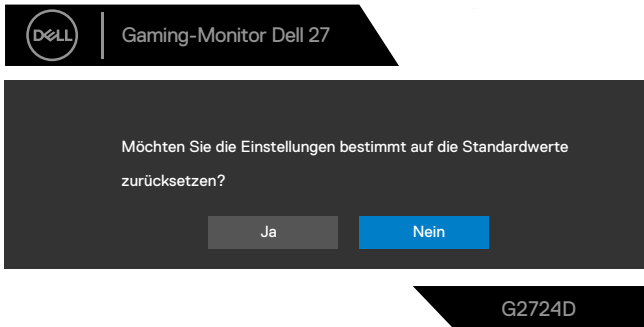 DELL
Gaming-Monitor Dell 27
Möchten Sie die Einstellungen bestimmt auf die Standardwerte
zurücksetzen?
Ja
Nein
G2724D